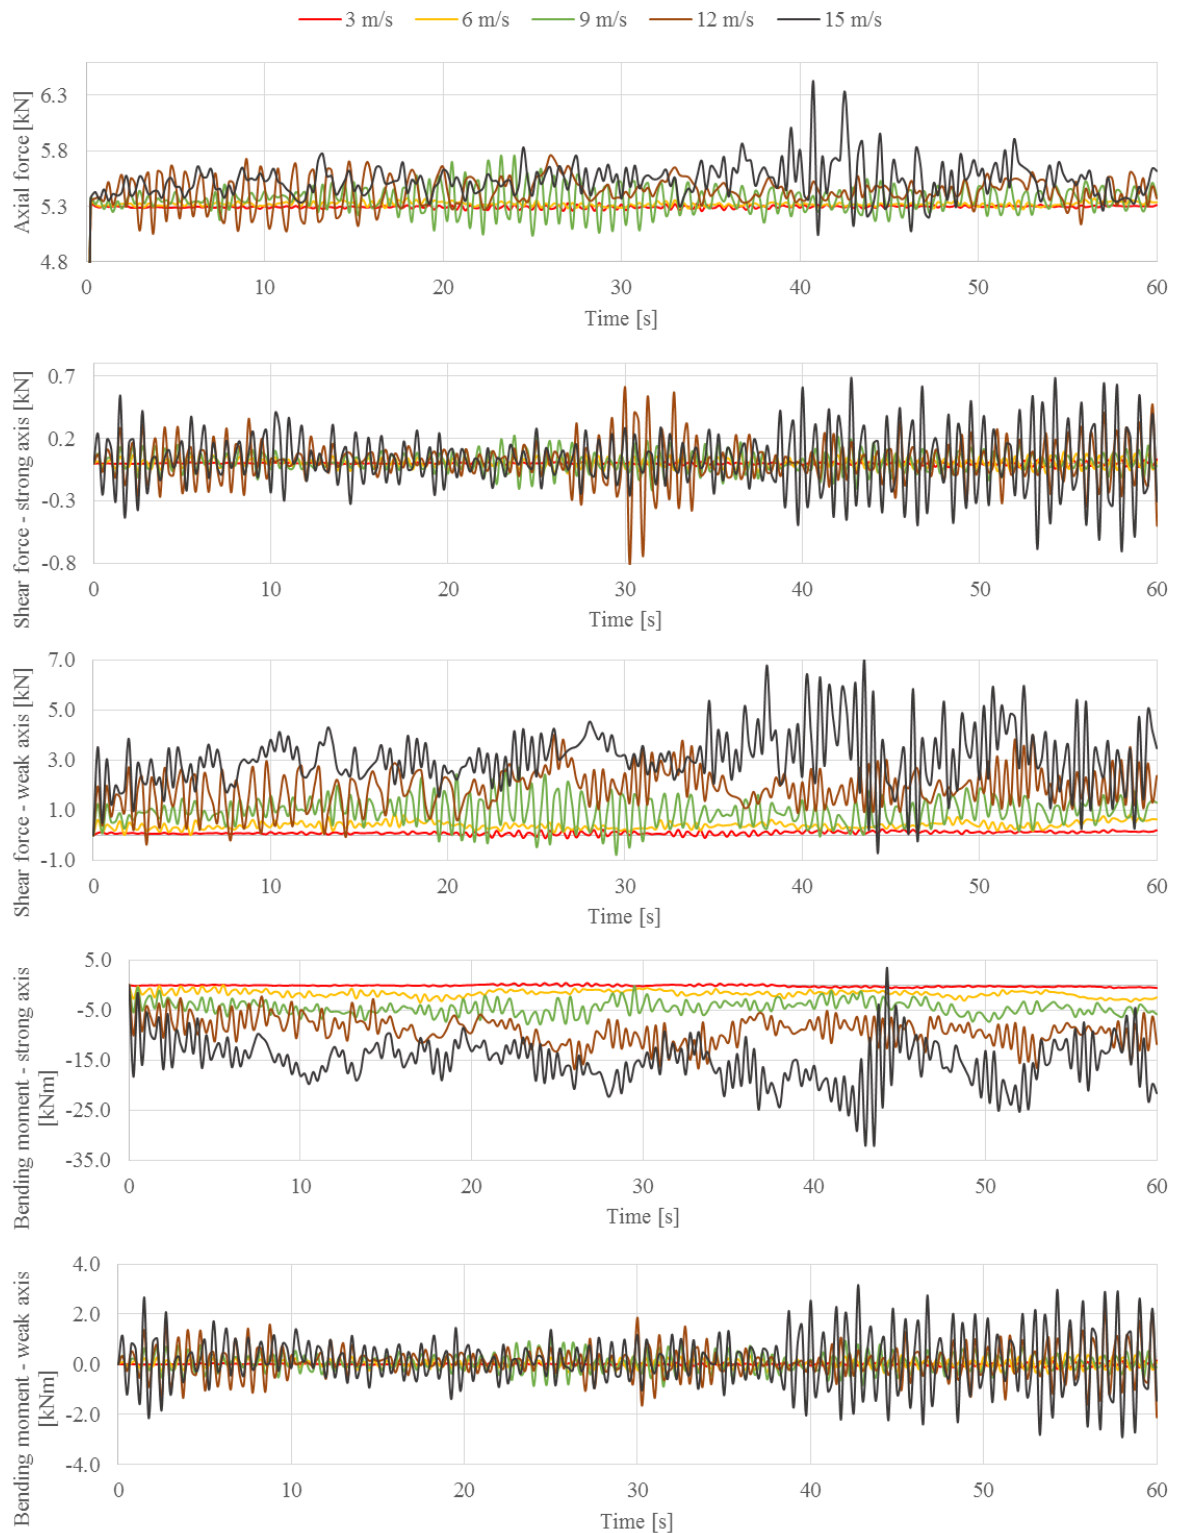 3 m/s 6 m/s 9 m/s 12 m/s 15 m/s
Axial force [kN]
6.3
5.8
5.3
4.8
0 10 20 30 40 50 60
Time [s]
Shear force - strong axis [kN]
0.7
0.2
-0.3
-0.8
0 10 20 30 40 50 60
Time [s]
Shear force - weak axis [kN]
7.0
5.0
3.0
1.0
-1.0
0 10 20 30 40 50 60
Time [s]
Bending moment - strong axis
[kNm]
5.0
-5.0
-15.0
-25.0
-35.0
0 10 20 30 40 50 60
Time [s]
Bending moment - weak axis
[kNm]
4.0
2.0
0.0
-2.0
-4.0
0 10 20 30 40 50 60
Time [s]